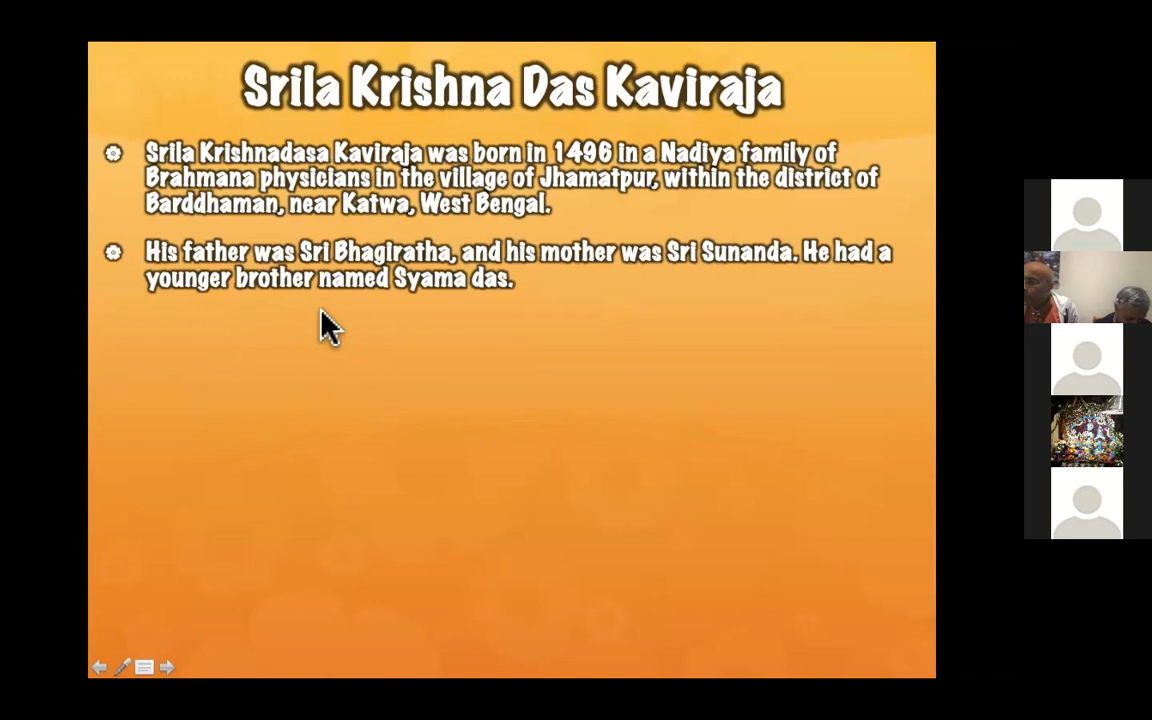 Srila Krishna Das Kaviraja
Srila Krishnadasa Kaviraja was born in 1496 in a Nadiya family of
Brahmana physicians in the village of Jhamatpur, within the district of
Barddhaman, near Katwa, West Bengal.
His father was Sri Bhagiratha, and his mother was Sri Sunanda. He had a
younger brother named Syama das.